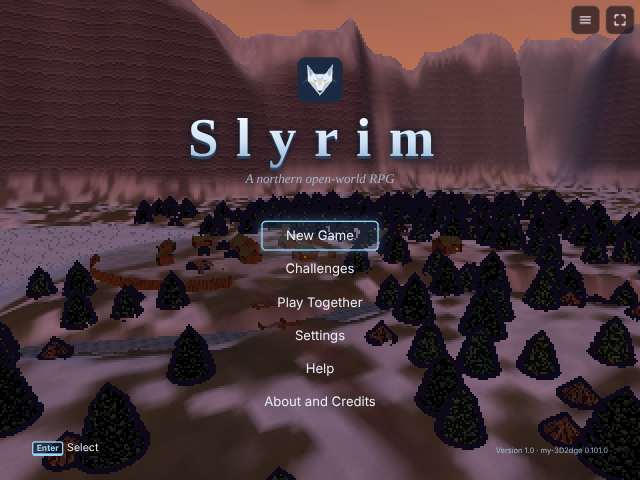 Slyrim
A northern open-world RPG
New Game
Challenges
Play Together
Settings
Help
About and Credits
Enter Select
Version 1.0 · my-3D2dge 0.101.0